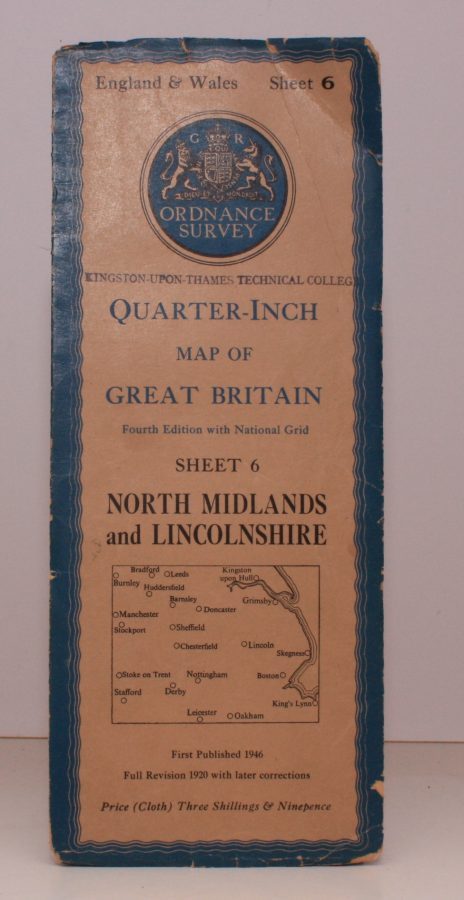 England & Wales Sheet 6
G R
DIEU ET MON DROIT
ORDNANCE
SURVEY
KINGSTON-UPON-THAMES TECHNICAL COLLEG
QUARTER-INCH
MAP OF
GREAT BRITAIN
Fourth Edition with National Grid
SHEET 6
NORTH MIDLANDS
and LINCOLNSHIRE
Bradford Leeds Kingston
upon Hull
Burnley Huddersfield
Barnsley Grimsby
Manchester Doncaster
Stockport Sheffield
Chesterfield Lincoln
Skegness
Stoke on Trent Nottingham Boston
Stafford Derby
King's Lynn
Leicester Oakham
First Published 1946
Full Revision 1920 with later corrections
Price (Cloth) Three Shillings & Ninepence